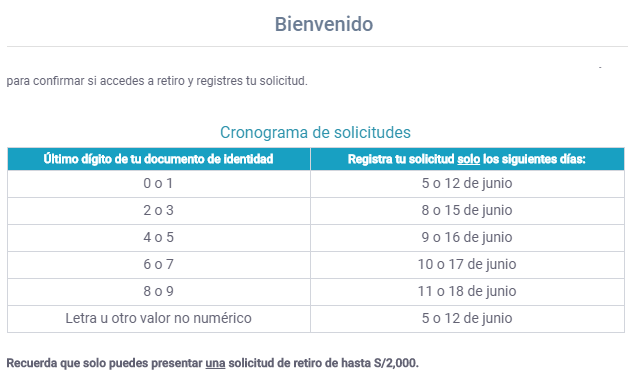 Bienvenido
para confirmar si accedes a retiro y registres tu solicitud.
Cronograma de solicitudes
Último dígito de tu documento de identidad Registra tu solicitud solo los siguientes días:
0 o 1 5 o 12 de junio
2 o 3 8 o 15 de junio
4 o 5 9 o 16 de junio
6 o 7 10 o 17 de junio
8 o 9 11 o 18 de junio
Letra u otro valor no numérico 5 o 12 de junio
Recuerda que solo puedes presentar una solicitud de retiro de hasta S/2,000.